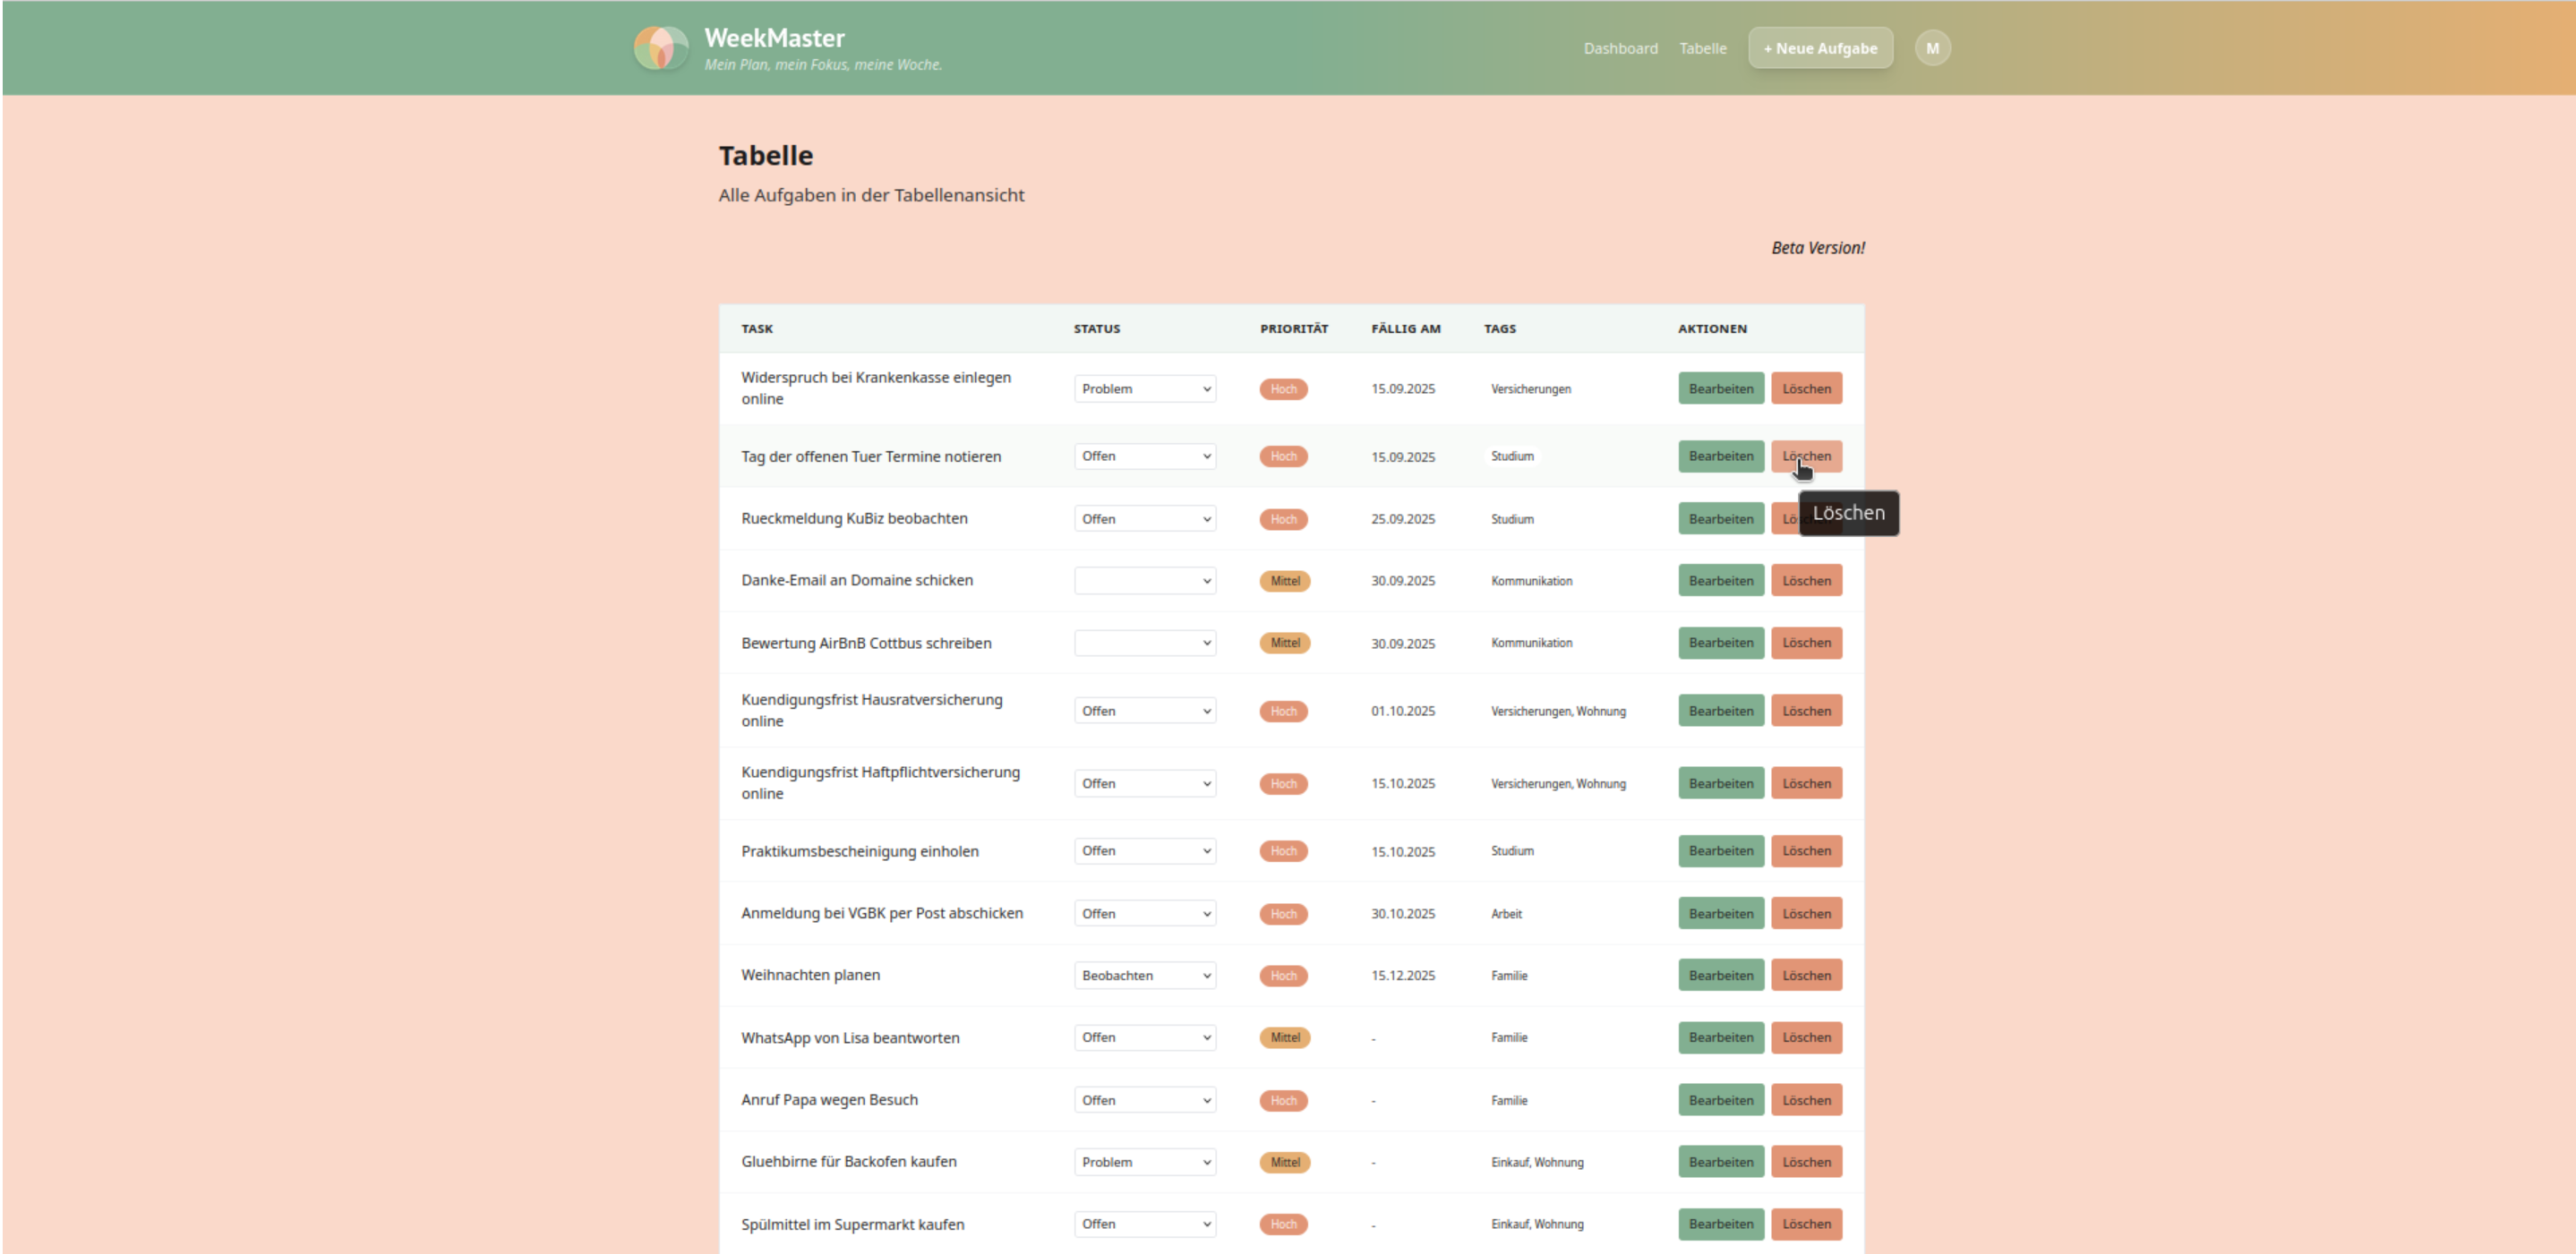 WeekMaster
Mein Plan, mein Fokus, meine Woche.
Dashboard Tabelle + Neue Aufgabe M
Tabelle
Alle Aufgaben in der Tabellenansicht
Beta Version!
TASK STATUS PRIORITÄT FÄLLIG AM TAGS AKTIONEN
Widerspruch bei Krankenkasse einlegen
online
Problem Hoch 15.09.2025 Versicherungen Bearbeiten Löschen
Tag der offenen Tuer Termine notieren Offen Hoch 15.09.2025 Studium Bearbeiten Löschen
Löschen
Rueckmeldung KuBiz beobachten Offen Hoch 25.09.2025 Studium Bearbeiten
Danke-Email an Domaine schicken Mittel 30.09.2025 Kommunikation Bearbeiten Löschen
Bewertung AirBnB Cottbus schreiben Mittel 30.09.2025 Kommunikation Bearbeiten Löschen
Kuendigungsfrist Hausratversicherung
online
Offen Hoch 01.10.2025 Versicherungen, Wohnung Bearbeiten Löschen
Kuendigungsfrist Haftpflichtversicherung
online
Offen Hoch 15.10.2025 Versicherungen, Wohnung Bearbeiten Löschen
Praktikumsbescheinigung einholen Offen Hoch 15.10.2025 Studium Bearbeiten Löschen
Anmeldung bei VGBK per Post abschicken Offen Hoch 30.10.2025 Arbeit Bearbeiten Löschen
Weihnachten planen Beobachten Hoch 15.12.2025 Familie Bearbeiten Löschen
WhatsApp von Lisa beantworten Offen Mittel - Familie Bearbeiten Löschen
Anruf Papa wegen Besuch Offen Hoch - Familie Bearbeiten Löschen
Gluehbirne für Backofen kaufen Problem Mittel - Einkauf, Wohnung Bearbeiten Löschen
Spülmittel im Supermarkt kaufen Offen Hoch - Einkauf, Wohnung Bearbeiten Löschen